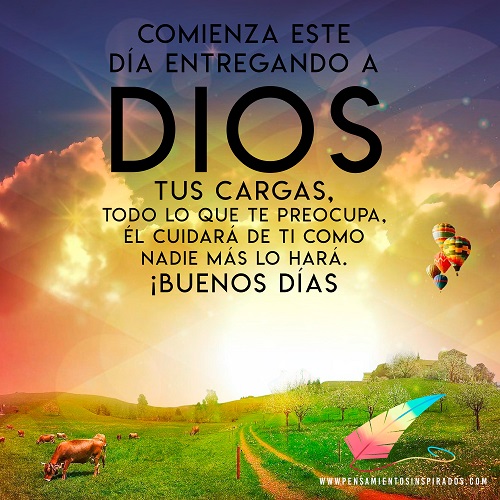 COMIENZA ESTE
DÍA ENTREGANDO A
DIOS
TUS CARGAS,
TODO LO QUE TE PREOCUPA,
ÉL CUIDARÁ DE TI COMO
NADIE MÁS LO HARÁ.
¡BUENOS DÍAS
WWW.PENSAMIENTOSINSPIRADOS.COM